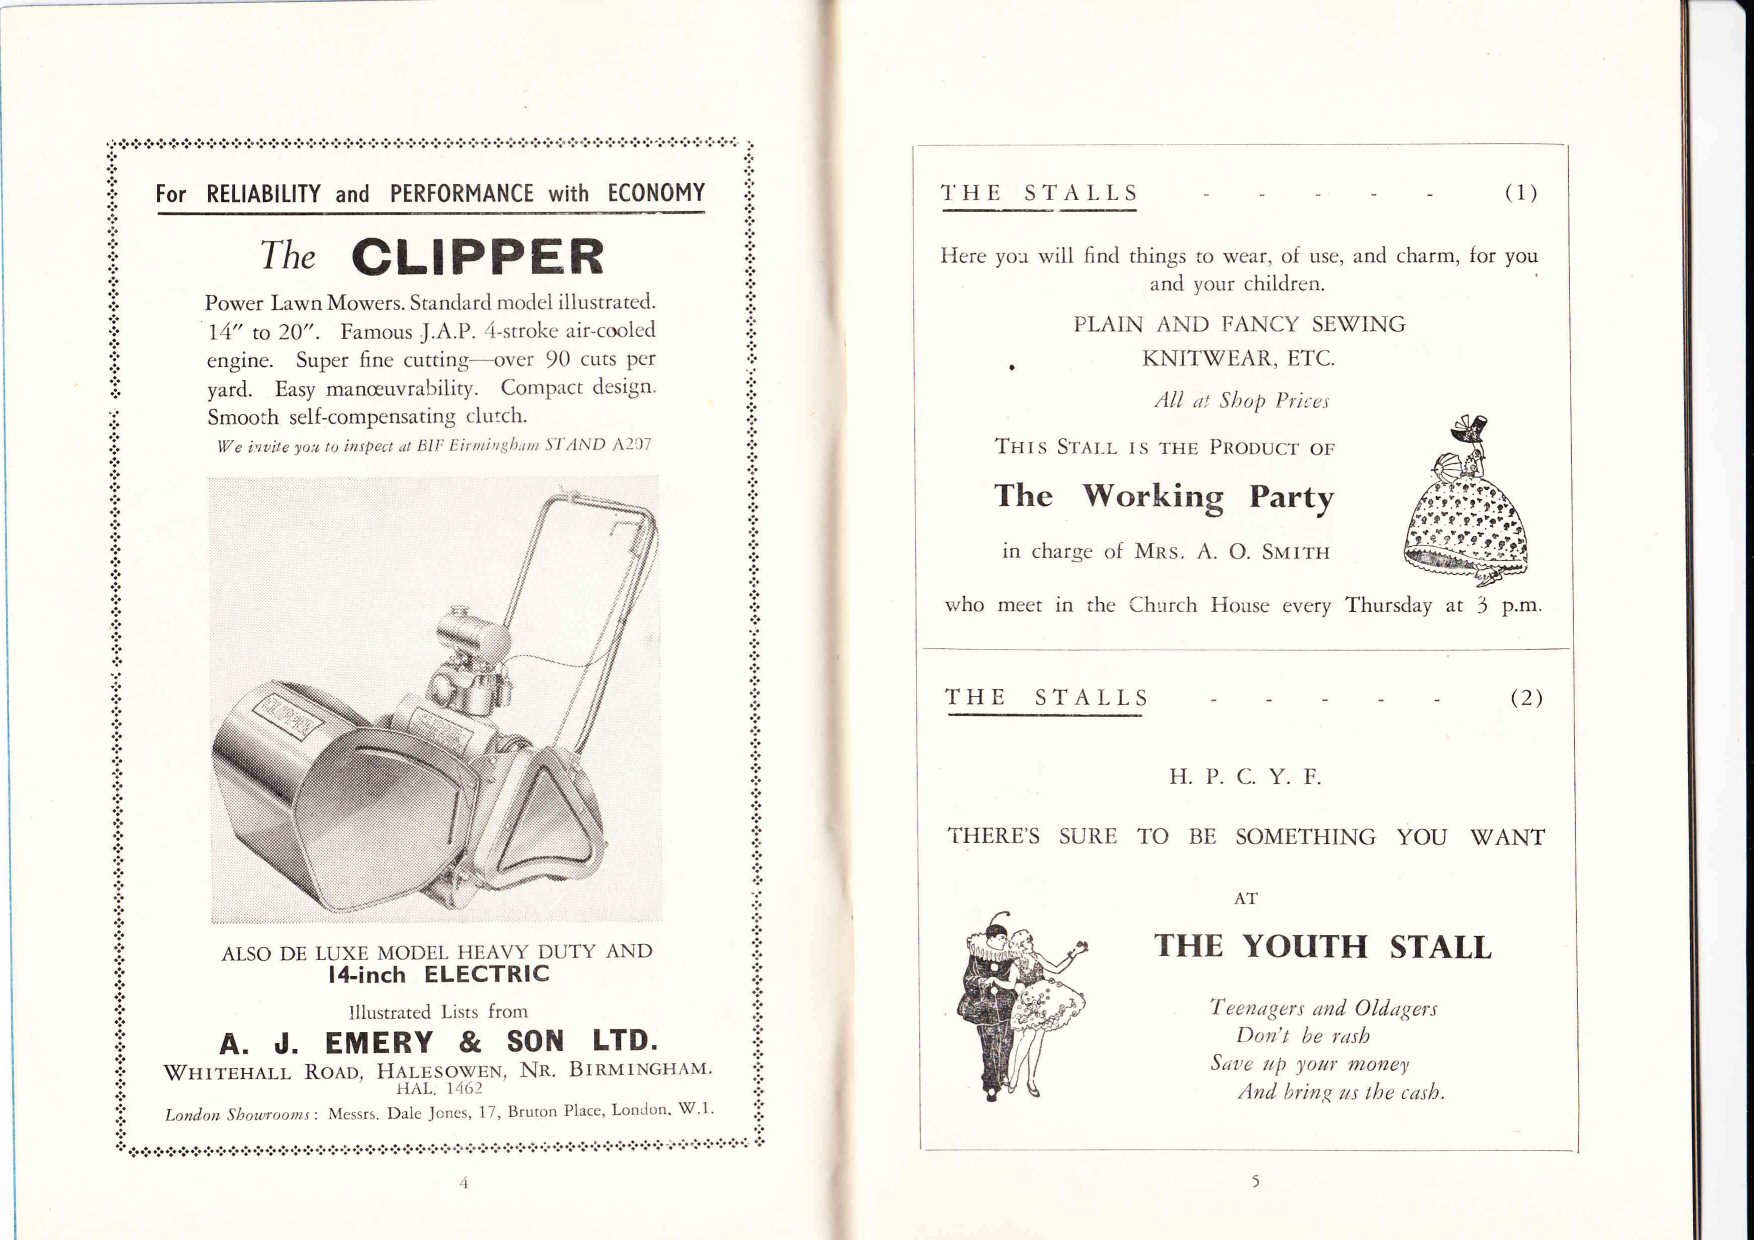 For RELIABILITY and PERFORMANCE with ECONOMY
The CLIPPER
Power Lawn Mowers. Standard model illustrated.
14″ to 20″. Famous J.A.P. 4-stroke air-cooled
engine. Super fine cutting—over 90 cuts per
yard. Easy manœuvrability. Compact design.
Smooth self-compensating clutch.
We invite you to inspect at BIF Birmingham STAND A207
CLIPPER
CLIPPER
ALSO DE LUXE MODEL HEAVY DUTY AND
14-inch ELECTRIC
Illustrated Lists from
A. J. EMERY & SON LTD.
WHITEHALL ROAD, HALESOWEN, NR. BIRMINGHAM.
HAL. 1462
London Showrooms: Messrs. Dale Jones, 17, Bruton Place, London, W.1.
4
THE STALLS - - - - - (1)
Here you will find things to wear, of use, and charm, for you
and your children.
PLAIN AND FANCY SEWING
KNITWEAR, ETC.
All at Shop Prices
THIS STALL IS THE PRODUCT OF
The Working Party
in charge of MRS. A. O. SMITH
who meet in the Church House every Thursday at 3 p.m.
THE STALLS - - - - - (2)
H. P. C. Y. F.
THERE'S SURE TO BE SOMETHING YOU WANT
AT
THE YOUTH STALL
Teenagers and Oldagers
Don't be rash
Save up your money
And bring us the cash.
5